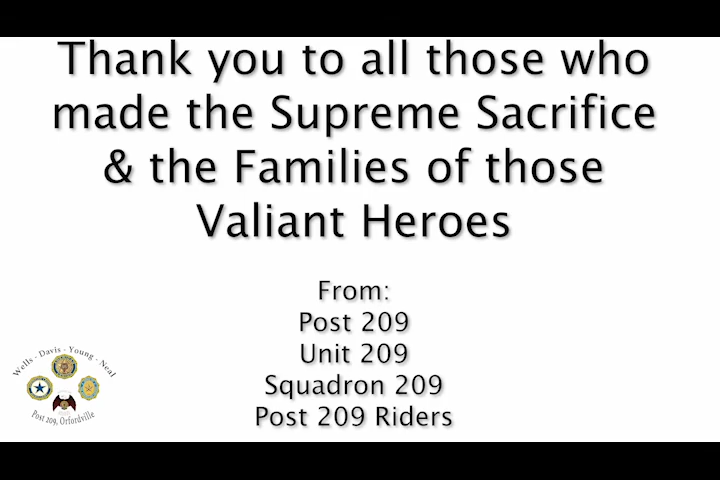 Thank you to all those who
made the Supreme Sacrifice
& the Families of those
Valiant Heroes
From:
Post 209
Unit 209
Squadron 209
Post 209 Riders
Wells - Davis - Young - Neal
Post 209, Orfordville